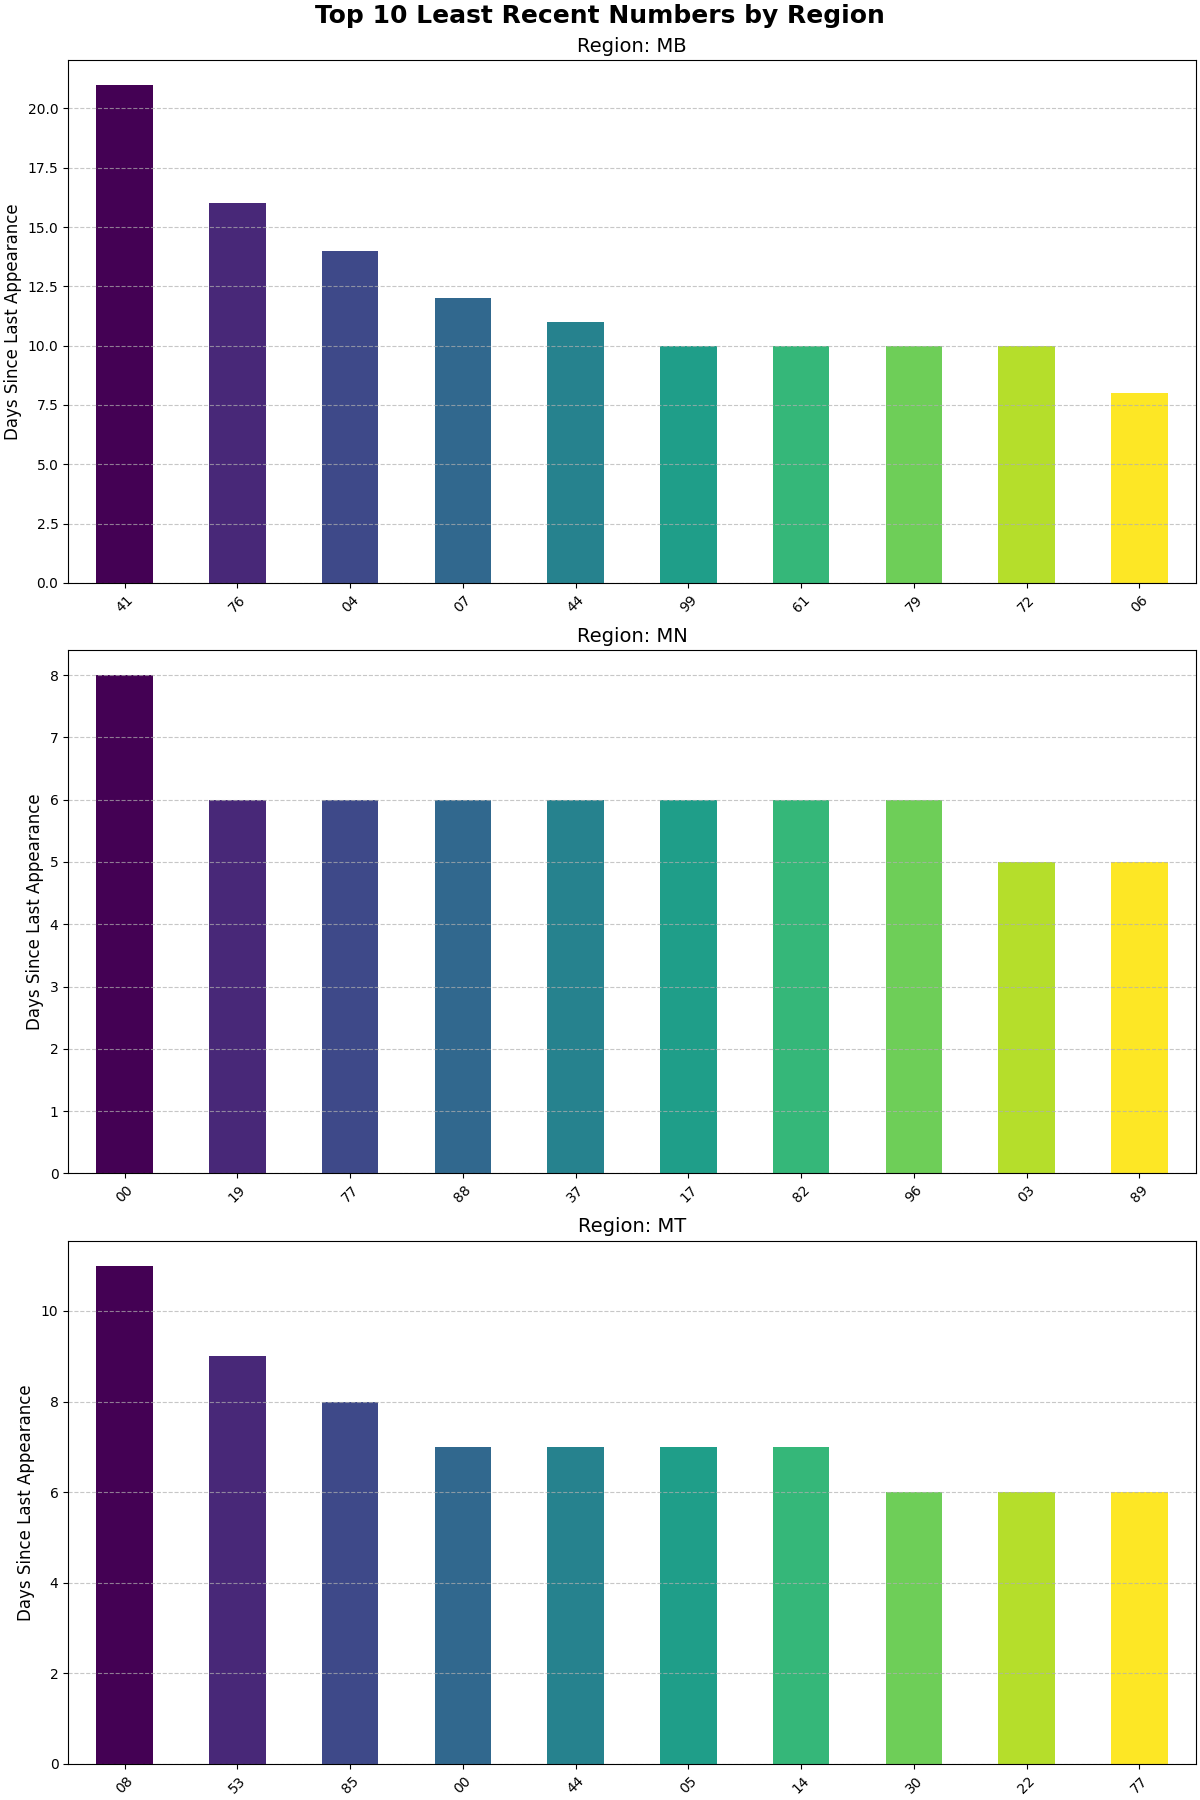 Top 10 Least Recent Numbers by Region
Region: MB
Days Since Last Appearance
20.0
17.5
15.0
12.5
10.0
7.5
5.0
2.5
0.0
41 76 04 07 44 99 61 79 72 06
Region: MN
Days Since Last Appearance
8
7
6
5
4
3
2
1
0
00 19 77 88 37 17 82 96 03 89
Region: MT
Days Since Last Appearance
10
8
6
4
2
0
08 53 85 00 44 05 14 30 22 77